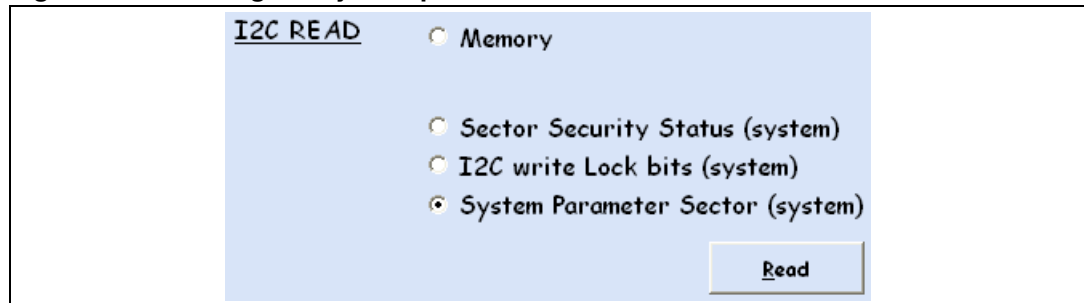 I2C READ
Memory
Sector Security Status (system)
I2C write Lock bits (system)
System Parameter Sector (system)
Read